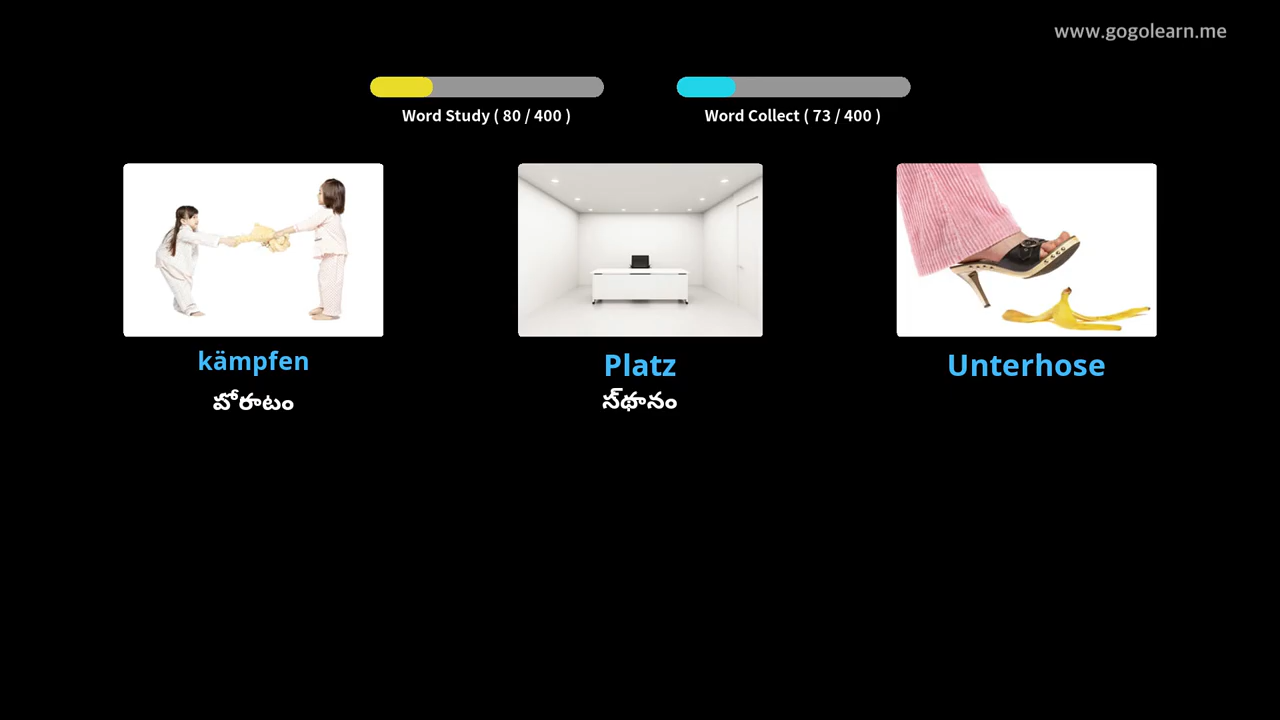 www.gogolearn.me
Word Study ( 80 / 400 )
Word Collect ( 73 / 400 )
kämpfen
Platz
Unterhose
పోరాటం
స్థానం